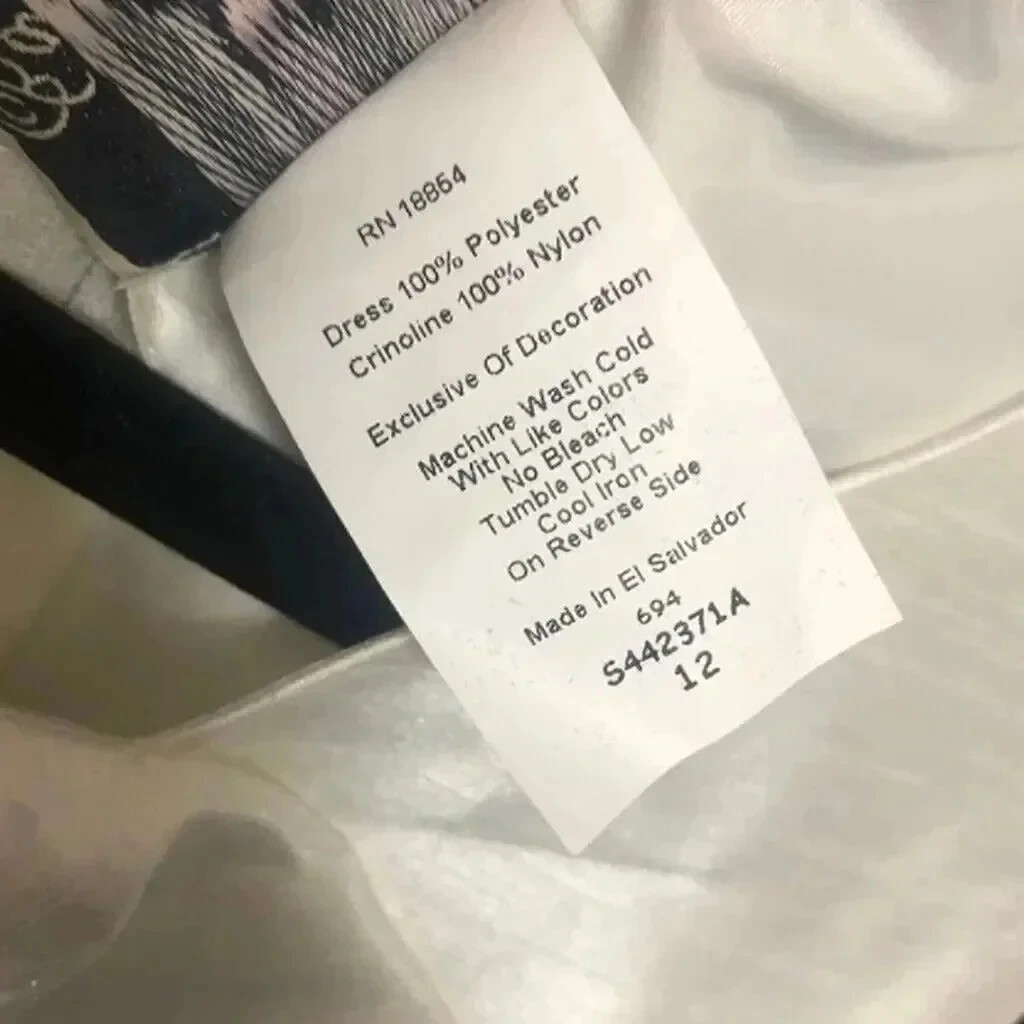 RN 18864
Dress 100% Polyester
Crinoline 100% Nylon
Exclusive Of Decoration
Machine Wash Cold
With Like Colors
No Bleach
Tumble Dry Low
Cool Iron
On Reverse Side
Made In El Salvador
694
S442371A
12